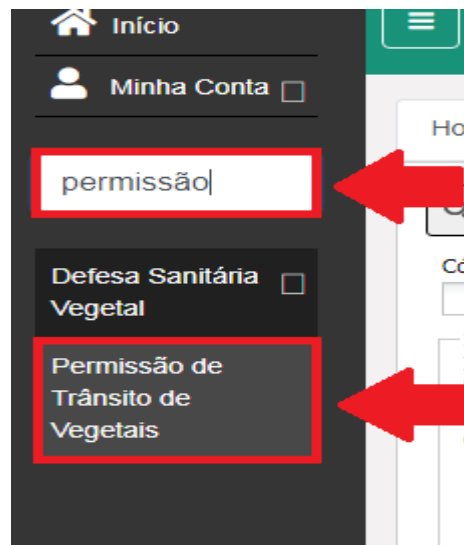 Início
Minha Conta
Ho
permissão
Có
Defesa Sanitária
Vegetal
Permissão de
Trânsito de
Vegetais